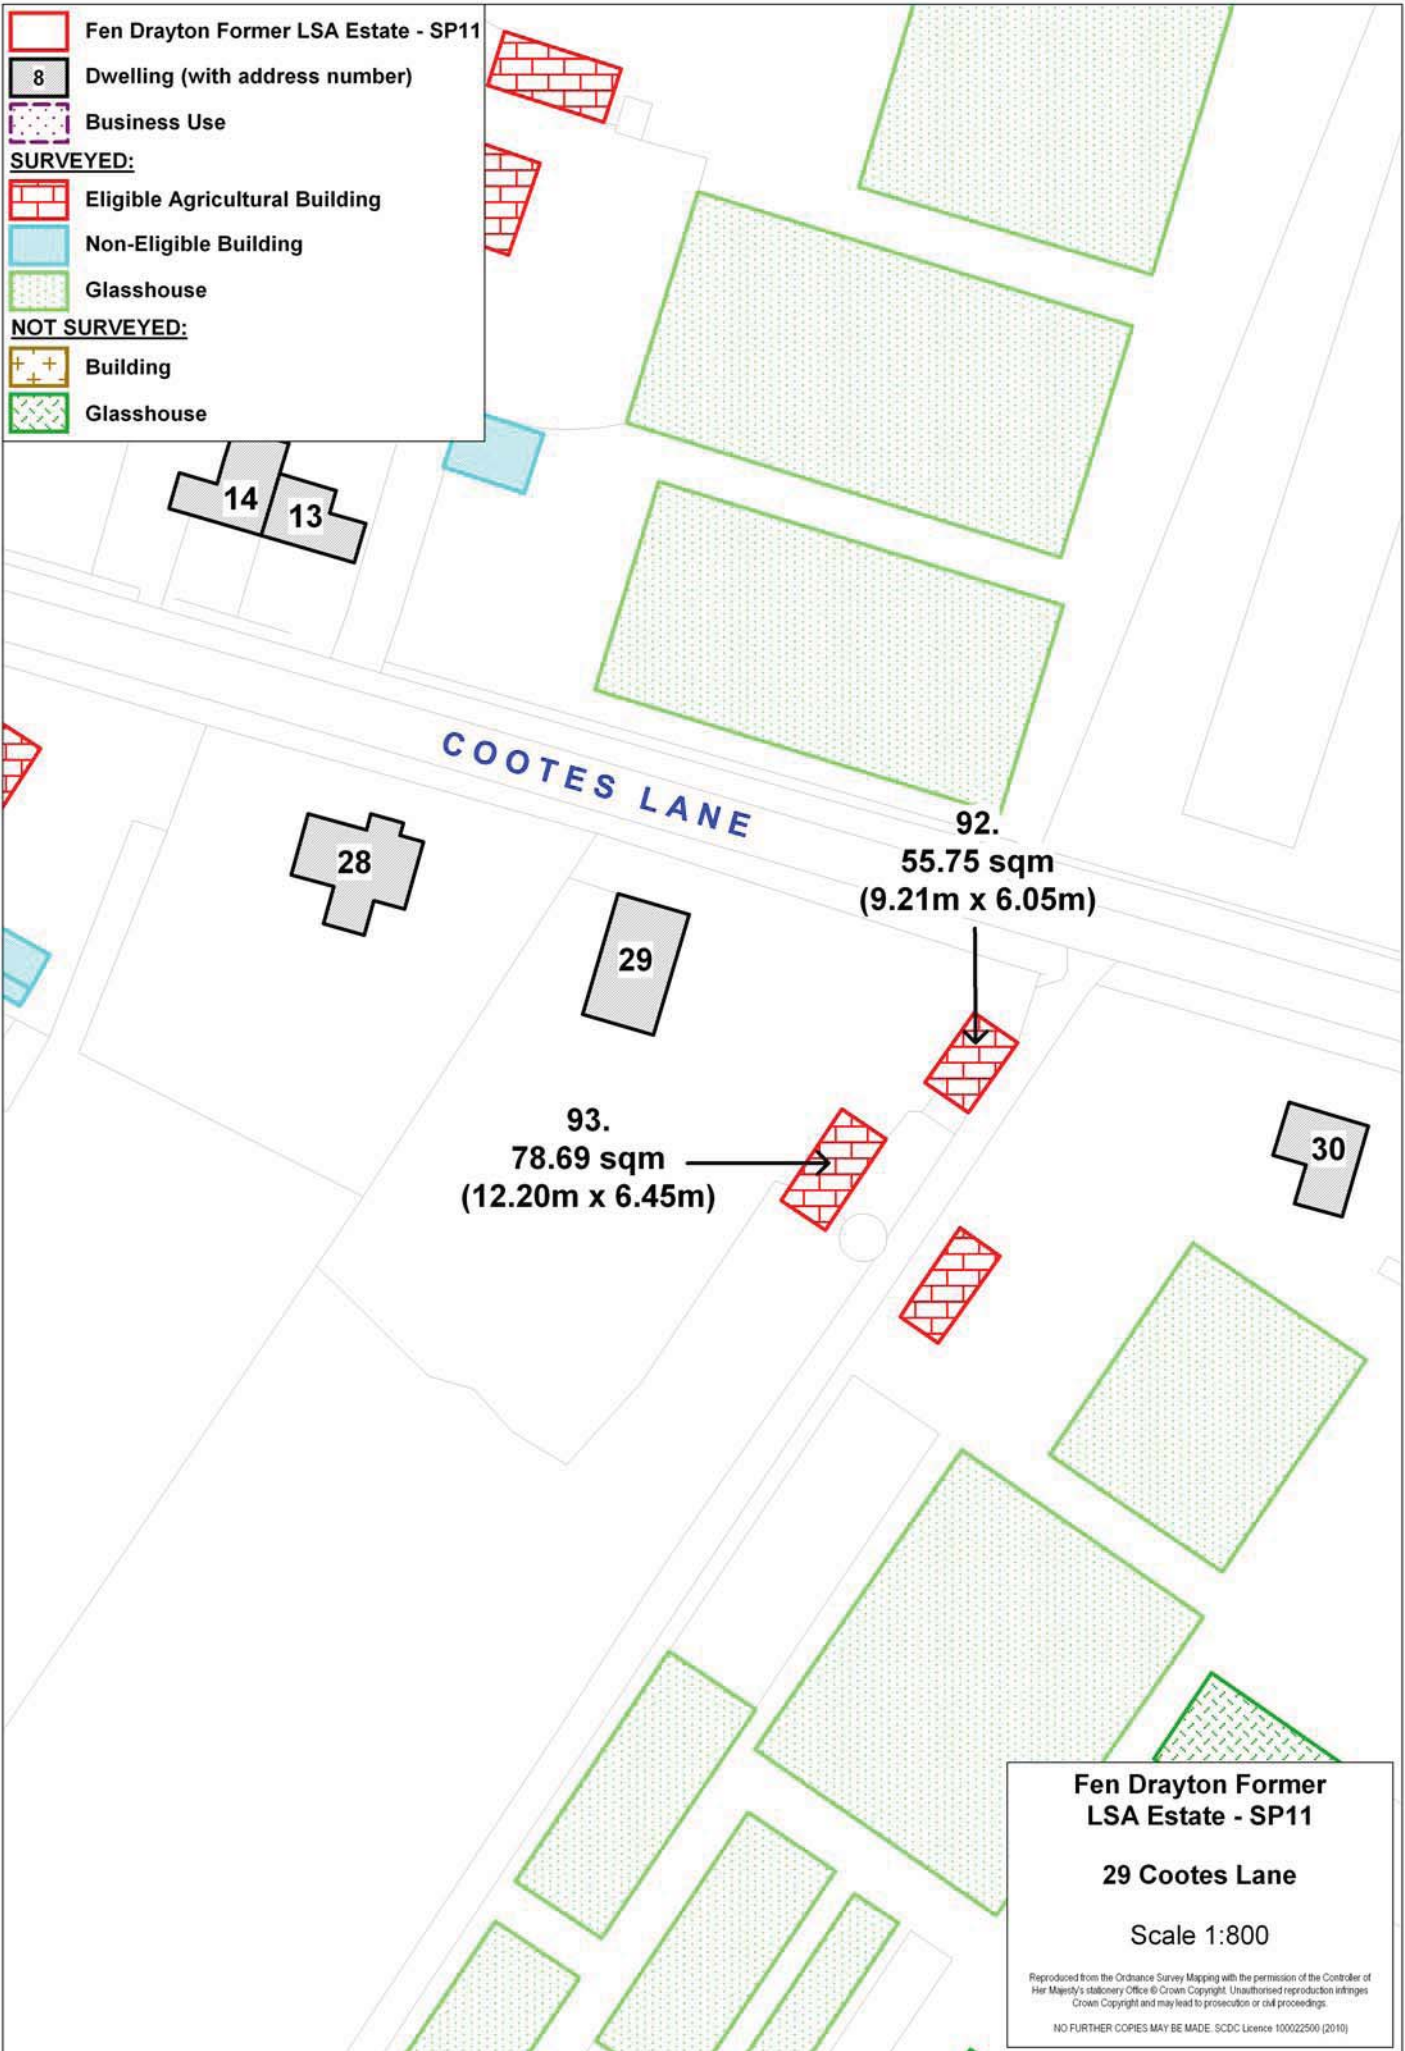 Fen Drayton Former LSA Estate - SP11
8 Dwelling (with address number)
Business Use
SURVEYED:
Eligible Agricultural Building
Non-Eligible Building
Glasshouse
NOT SURVEYED:
Building
Glasshouse
14
13
COOTES LANE
28
29
92.
55.75 sqm
(9.21m x 6.05m)
93.
78.69 sqm
(12.20m x 6.45m)
30
Fen Drayton Former
LSA Estate - SP11
29 Cootes Lane
Scale 1:800
Reproduced from the Ordnance Survey Mapping with the permission of the Controller of
Her Majesty's stationery Office © Crown Copyright. Unauthorised reproduction infringes
Crown Copyright and may lead to prosecution or civil proceedings.
NO FURTHER COPIES MAY BE MADE. SCDC Licence 100022500 (2010)